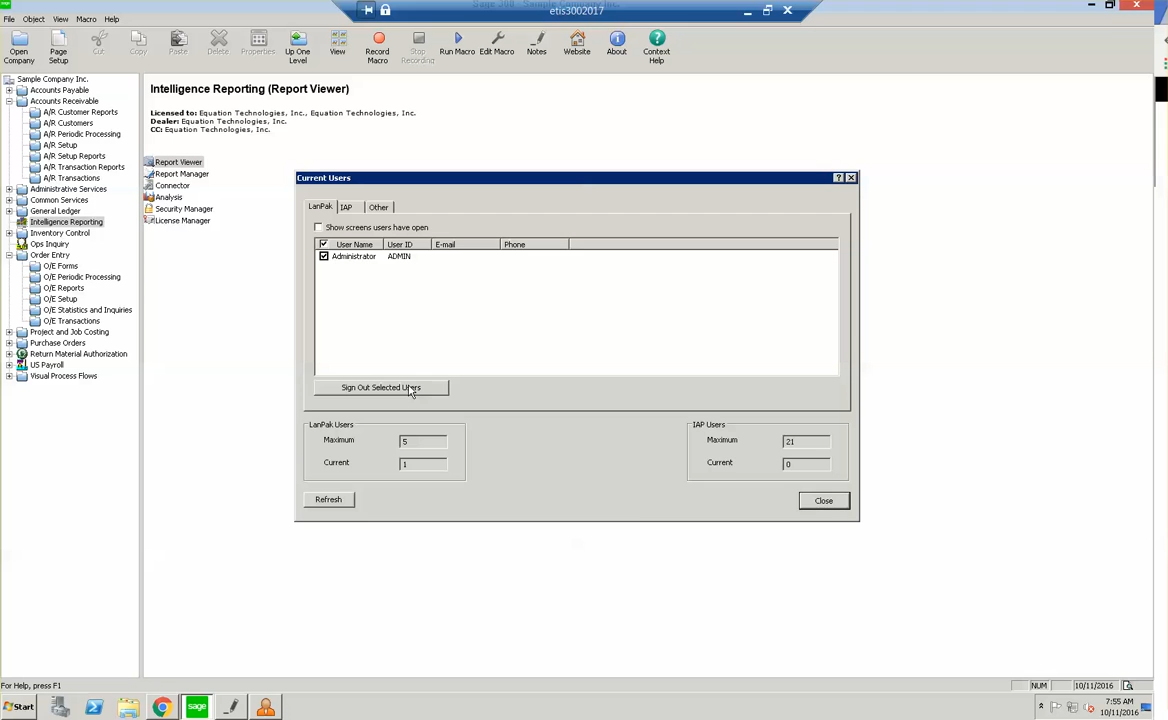 sage
Sage 300 - Sample Company Inc.
etis3002017
File Object View Macro Help
Open Company
Page Setup
Cut
Copy
Paste
Delete
Properties
Up One Level
View
Record Macro
Stop Recording
Run Macro
Edit Macro
Notes
Website
About
Context Help
Sample Company Inc.
Accounts Payable
Accounts Receivable
A/R Customer Reports
A/R Customers
A/R Periodic Processing
A/R Setup
A/R Setup Reports
A/R Transaction Reports
A/R Transactions
Administrative Services
Common Services
General Ledger
Intelligence Reporting
Inventory Control
Ops Inquiry
Order Entry
O/E Forms
O/E Periodic Processing
O/E Reports
O/E Setup
O/E Statistics and Inquiries
O/E Transactions
Project and Job Costing
Purchase Orders
Return Material Authorization
US Payroll
Visual Process Flows
Intelligence Reporting (Report Viewer)
Licensed to: Equation Technologies, Inc., Equation Technologies, Inc.
Dealer: Equation Technologies, Inc.
CC: Equation Technologies, Inc.
Report Viewer
Report Manager
Connector
Analysis
Security Manager
License Manager
Current Users
LanPak IAP Other
Show screens users have open
User Name User ID E-mail Phone
Administrator ADMIN
Sign Out Selected Users
LanPak Users
Maximum 5
Current 1
IAP Users
Maximum 21
Current 0
Refresh
Close
For Help, press F1
NUM 10/11/2016
Start
sage
7:55 AM
10/11/2016